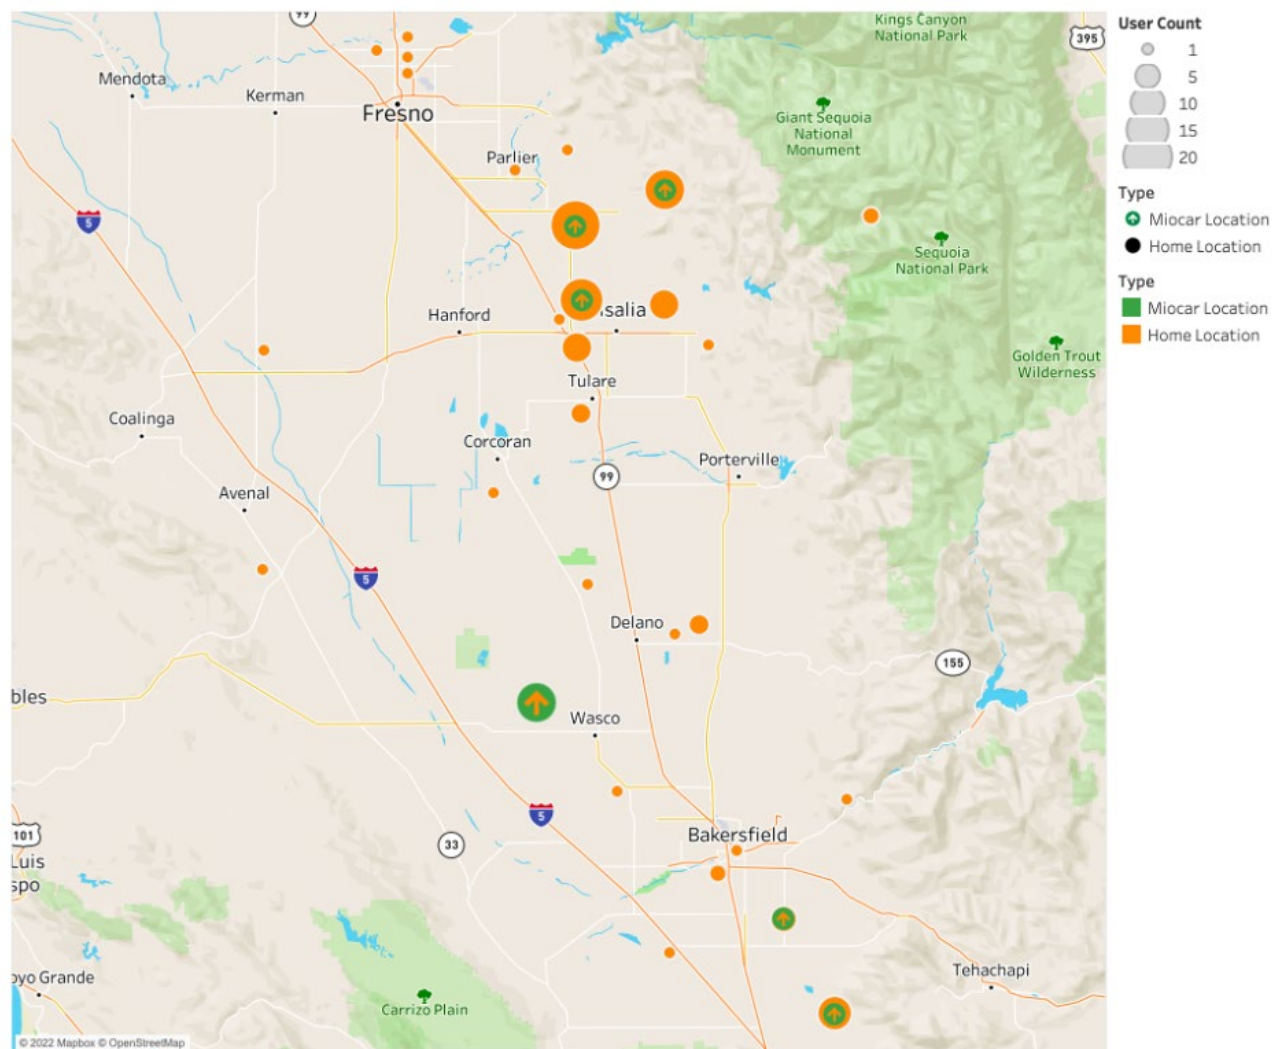 99
Kings Canyon
National Park
395
Mendota
Kerman
Fresno
Giant Sequoia
National
Monument
Parlier
5
Sequoia
National Park
Hanford
isalia
Golden Trout
Wilderness
Tulare
Coalinga
Corcoran
Porterville
99
Avenal
5
Delano
155
bles
Wasco
5
101
33
Bakersfield
Luis
spo
oyo Grande
Tehachapi
Carrizo Plain
© 2022 Mapbox © OpenStreetMap
User Count
1
5
10
15
20
Type
Miocar Location
Home Location
Type
Miocar Location
Home Location